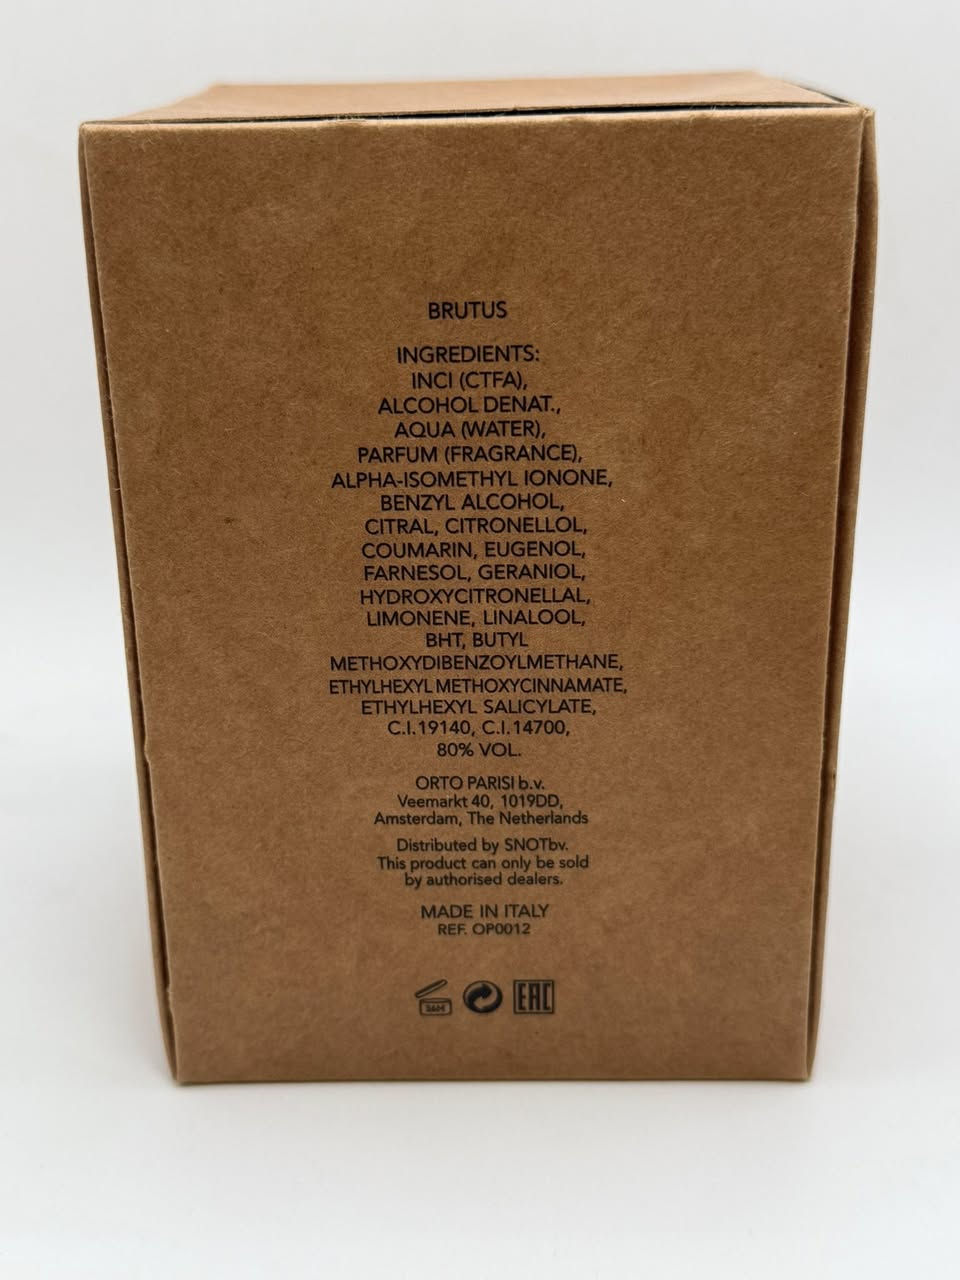 BRUTUS
INGREDIENTS:
INCI (CTFA),
ALCOHOL DENAT.,
AQUA (WATER),
PARFUM (FRAGRANCE),
ALPHA-ISOMETHYL IONONE,
BENZYL ALCOHOL,
CITRAL, CITRONELLOL,
COUMARIN, EUGENOL,
FARNESOL, GERANIOL,
HYDROXYCITRONELLAL,
LIMONENE, LINALOOL,
BHT, BUTYL
METHOXYDIBENZOYLMETHANE,
ETHYLHEXYL METHOXYCINNAMATE,
ETHYLHEXYL SALICYLATE,
C.I.19140, C.I.14700,
80% VOL.
ORTO PARISI b.v.
Veemarkt 40, 1019DD,
Amsterdam, The Netherlands
Distributed by SNOTbv.
This product can only be sold
by authorised dealers.
MADE IN ITALY
REF. OP0012
EAC